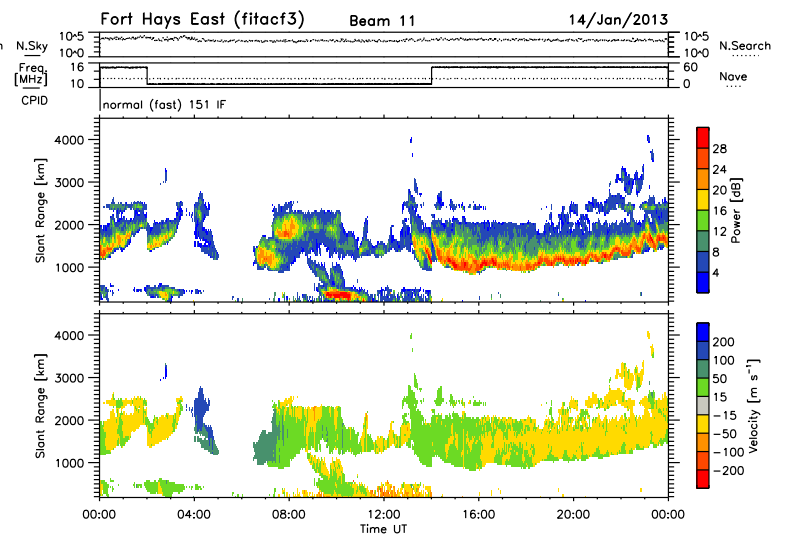 Fort Hays East (fitacf3) Beam 11 14/Jan/2013
n N.Sky 10^5 10^0 10^5 10^0 N.Search
Freq. [MHz] 16 10 60 0 Nave
CPID normal (fast) 151 IF
Slant Range [km] 4000 3000 2000 1000
28 24 20 16 12 8 4 Power [dB]
Slant Range [km] 4000 3000 2000 1000
200 100 50 15 −15 −50 −100 −200 Velocity [m s⁻¹]
00:00 04:00 08:00 12:00 16:00 20:00 00:00
Time UT